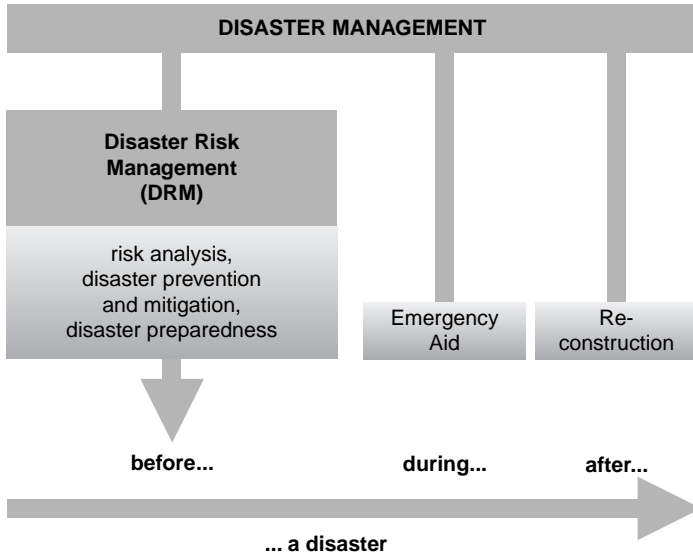 DISASTER MANAGEMENT
Disaster Risk
Management
(DRM)
risk analysis,
disaster prevention
and mitigation,
disaster preparedness
Emergency
Aid
Re-
construction
before...
during...
after...
... a disaster